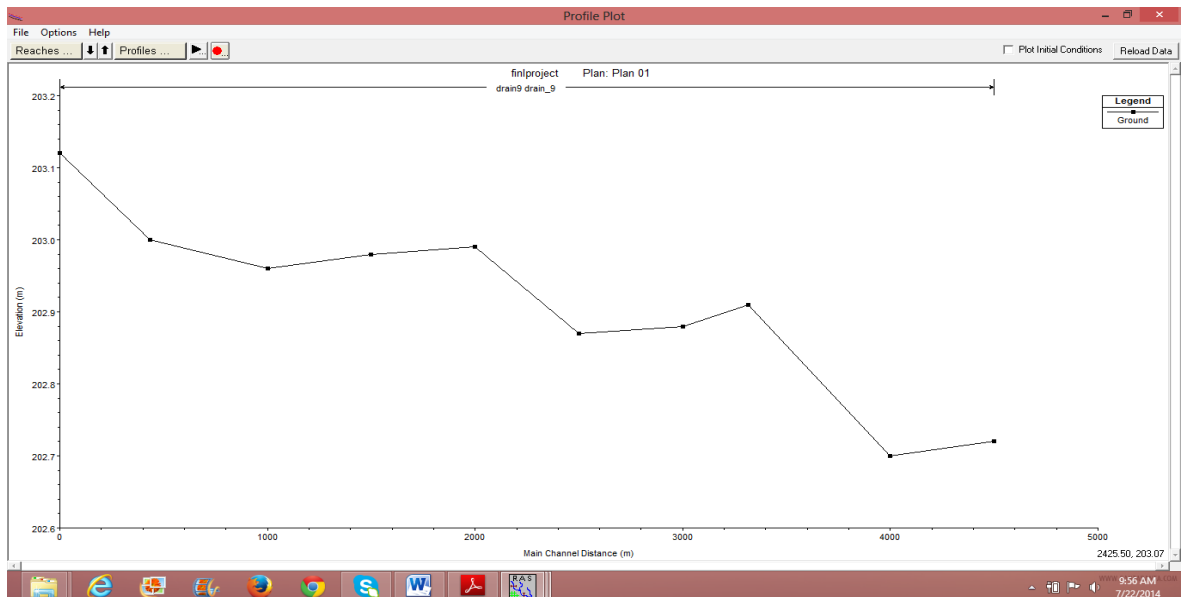 Profile Plot
File Options Help
Reaches ... Profiles ... Plot Initial Conditions Reload Data
finlproject Plan: Plan 01
drain9 drain_9
Legend
Ground
203.2
203.1
203.0
202.9
202.8
202.7
202.6
Elevation (m)
0 1000 2000 3000 4000 5000
Main Channel Distance (m)
2425.50, 203.07
RAS
9:56 AM
7/22/2014